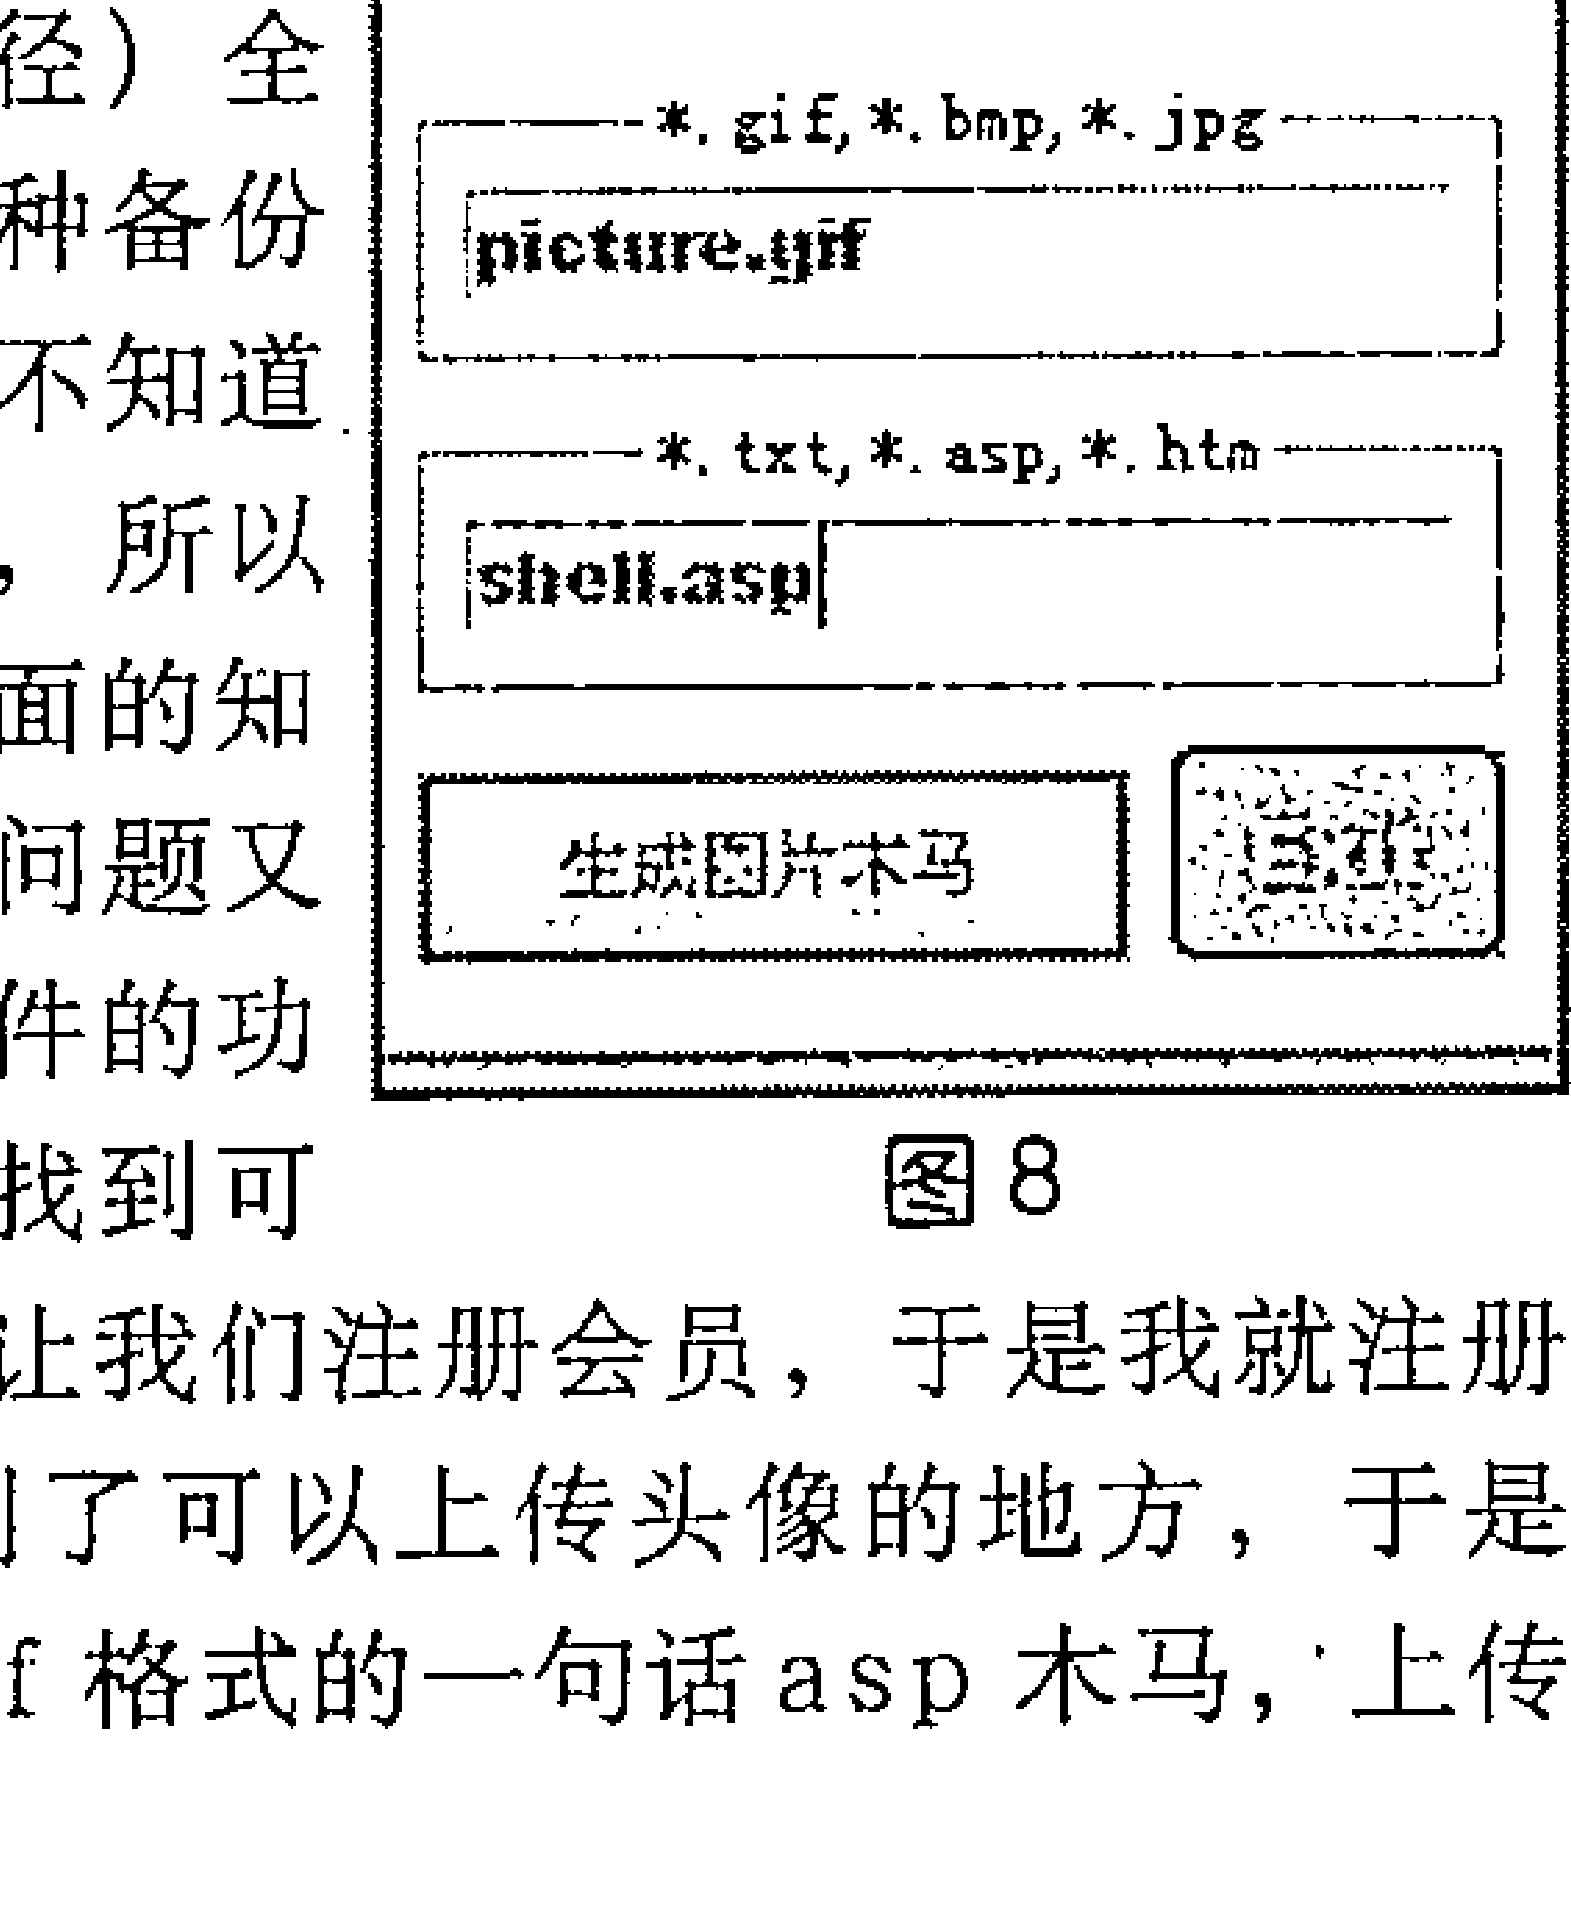 径） 全
种备份
不知道
， 所以
面的知
问题又
件的功
找到可
*.gif,*.bmp,*.jpg
picture.gif
*.txt,*.asp,*.htm
shell.asp
生成图片木马
图8
让我们注册会员， 于是我就注册
了可以上传头像的地方， 于是
f 格式的一句话asp 木马， 上传